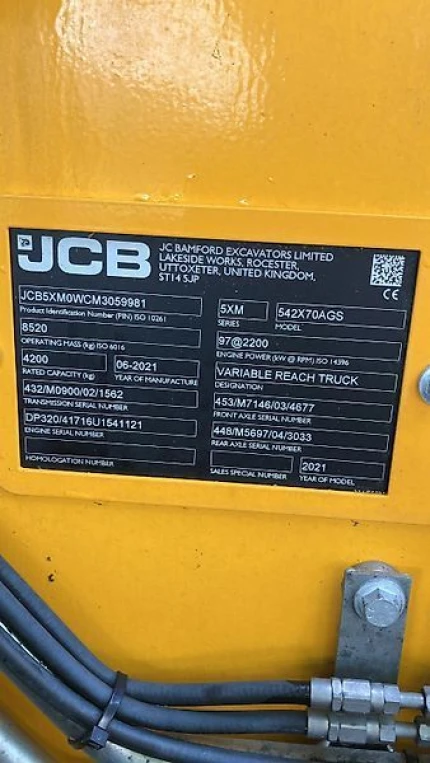 JCB
JC BAMFORD EXCAVATORS LIMITED
LAKESIDE WORKS, ROCESTER,
UTTOXETER, UNITED KINGDOM,
ST14 5JP
CE
JCB5XM0WCM3059981
Product Identification Number (PIN) ISO 10261
5XM
SERIES
542X70AGS
MODEL
8520
OPERATING MASS (kg) ISO 6016
97@2200
ENGINE POWER (kW @ RPM) ISO 14396
4200
RATED CAPACITY (kg)
06-2021
YEAR OF MANUFACTURE
VARIABLE REACH TRUCK
DESIGNATION
432/M0900/02/1562
TRANSMISSION SERIAL NUMBER
453/M7146/03/4677
FRONT AXLE SERIAL NUMBER
DP320/41716U1541121
ENGINE SERIAL NUMBER
448/M5697/04/3033
REAR AXLE SERIAL NUMBER
HOMOLOGATION NUMBER
SALES SPECIAL NUMBER
2021
YEAR OF MODEL